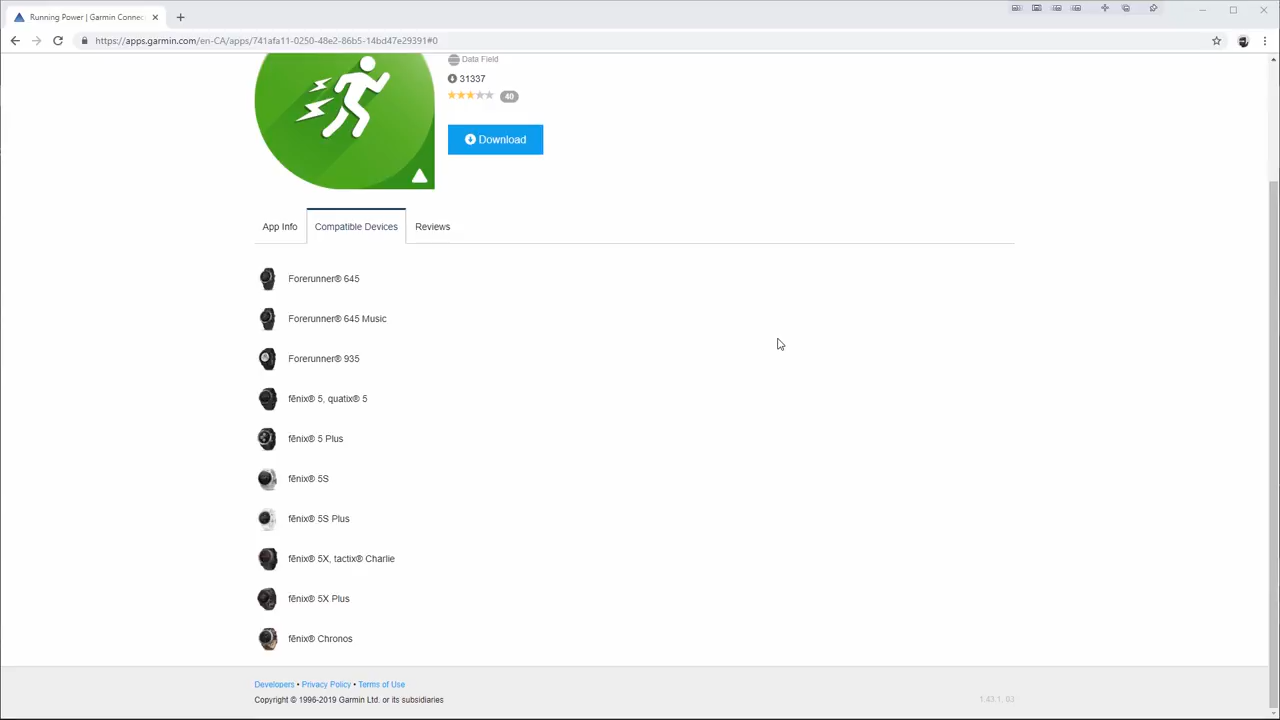 Running Power | Garmin Connec
https://apps.garmin.com/en-CA/apps/741afa11-0250-48e2-86b5-14bd47e29391#0
Data Field
31337
40
Download
App Info
Compatible Devices
Reviews
Forerunner® 645
Forerunner® 645 Music
Forerunner® 935
fēnix® 5, quatix® 5
fēnix® 5 Plus
fēnix® 5S
fēnix® 5S Plus
fēnix® 5X, tactix® Charlie
fēnix® 5X Plus
fēnix® Chronos
Developers • Privacy Policy • Terms of Use
Copyright © 1996-2019 Garmin Ltd. or its subsidiaries